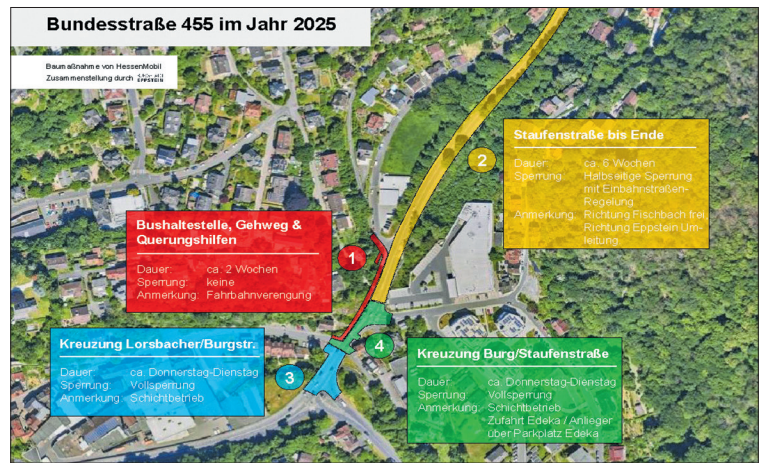 Bundesstraße 455 im Jahr 2025
Baumaßnahme von HessenMobil
Zusammenstellung durch EPPSTEIN
Staufenstraße bis Ende
Dauer: ca. 6 Wochen
Sperrung: Halbseitige Sperrung,
mit Einbahnstraßen-
Regelung
Anmerkung: Richtung Fischbach frei
Richtung Eppstein Um-
leitung
2
Bushaltestelle, Gehweg &
Querungshilfen
Dauer: ca. 2 Wochen
Sperrung: keine
Anmerkung: Fahrbahnverengung
1
Kreuzung Lorsbacher/Burgstr.
Dauer: ca. Donnerstag-Dienstag
Sperrung: Vollsperrung
Anmerkung: Schichtbetrieb
3
4
Kreuzung Burg/Staufenstraße
Dauer: ca. Donnerstag-Dienstag
Sperrung: Vollsperrung
Anmerkung: Schichtbetrieb
Zufahrt Edeka / Anlieger
über Parkplatz Edeka